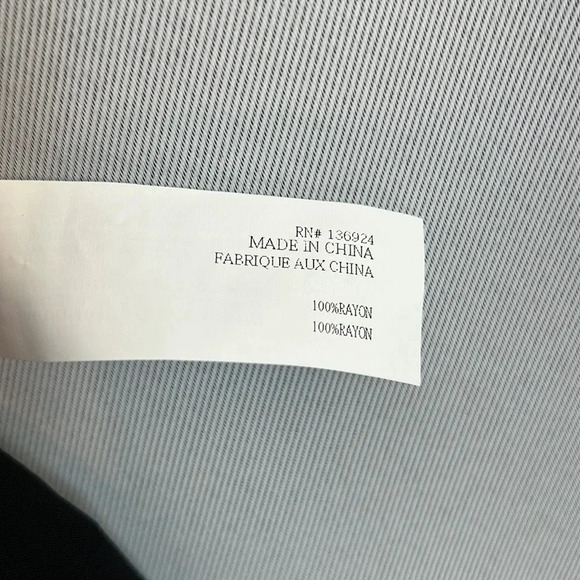 RN# 136924
MADE IN CHINA
FABRIQUE AUX CHINA
100%RAYON
100%RAYON